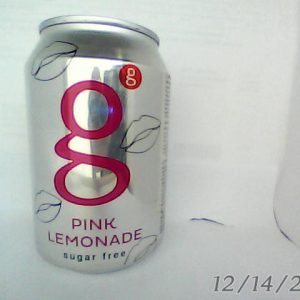 g
g
PINK
LEMONADE
sugar free
12/14/2